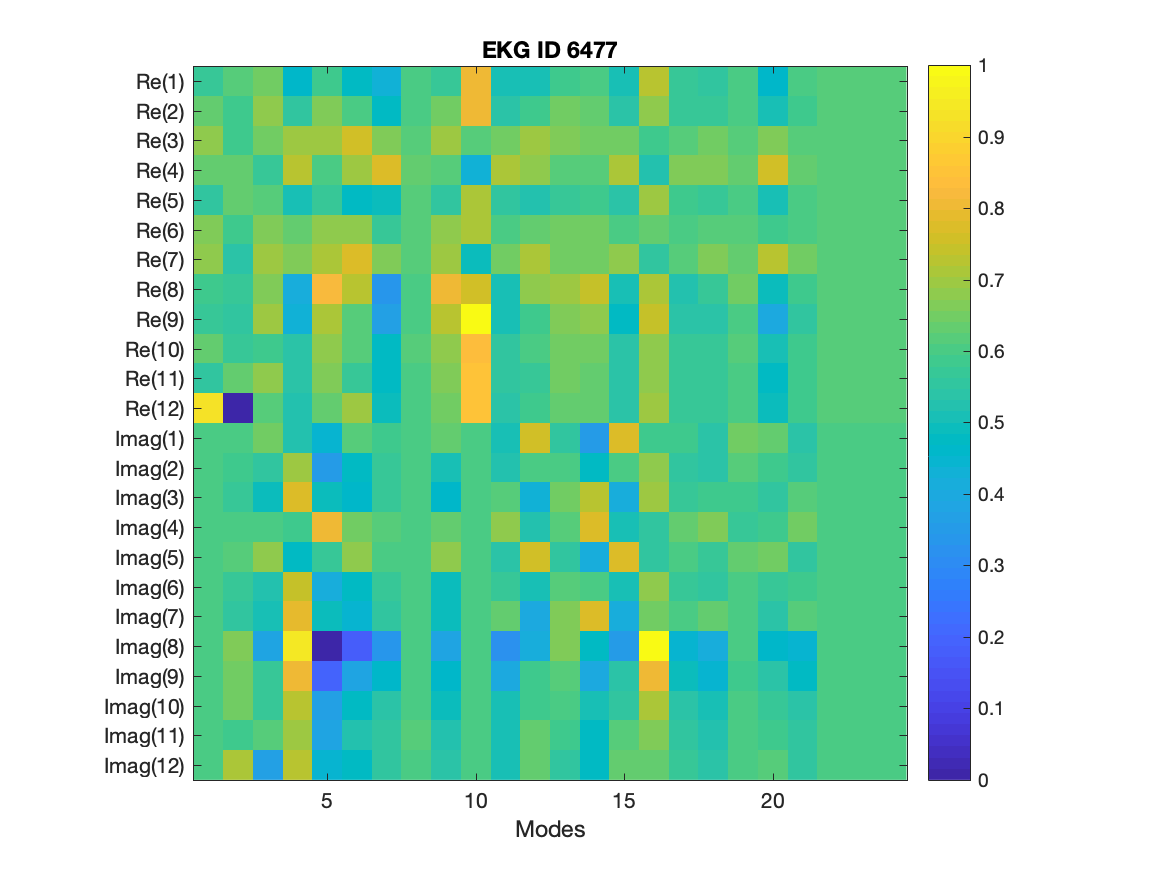 EKG ID 6477
Re(1)
Re(2)
Re(3)
Re(4)
Re(5)
Re(6)
Re(7)
Re(8)
Re(9)
Re(10)
Re(11)
Re(12)
Imag(1)
Imag(2)
Imag(3)
Imag(4)
Imag(5)
Imag(6)
Imag(7)
Imag(8)
Imag(9)
Imag(10)
Imag(11)
Imag(12)
5 10 15 20
Modes
1
0.9
0.8
0.7
0.6
0.5
0.4
0.3
0.2
0.1
0